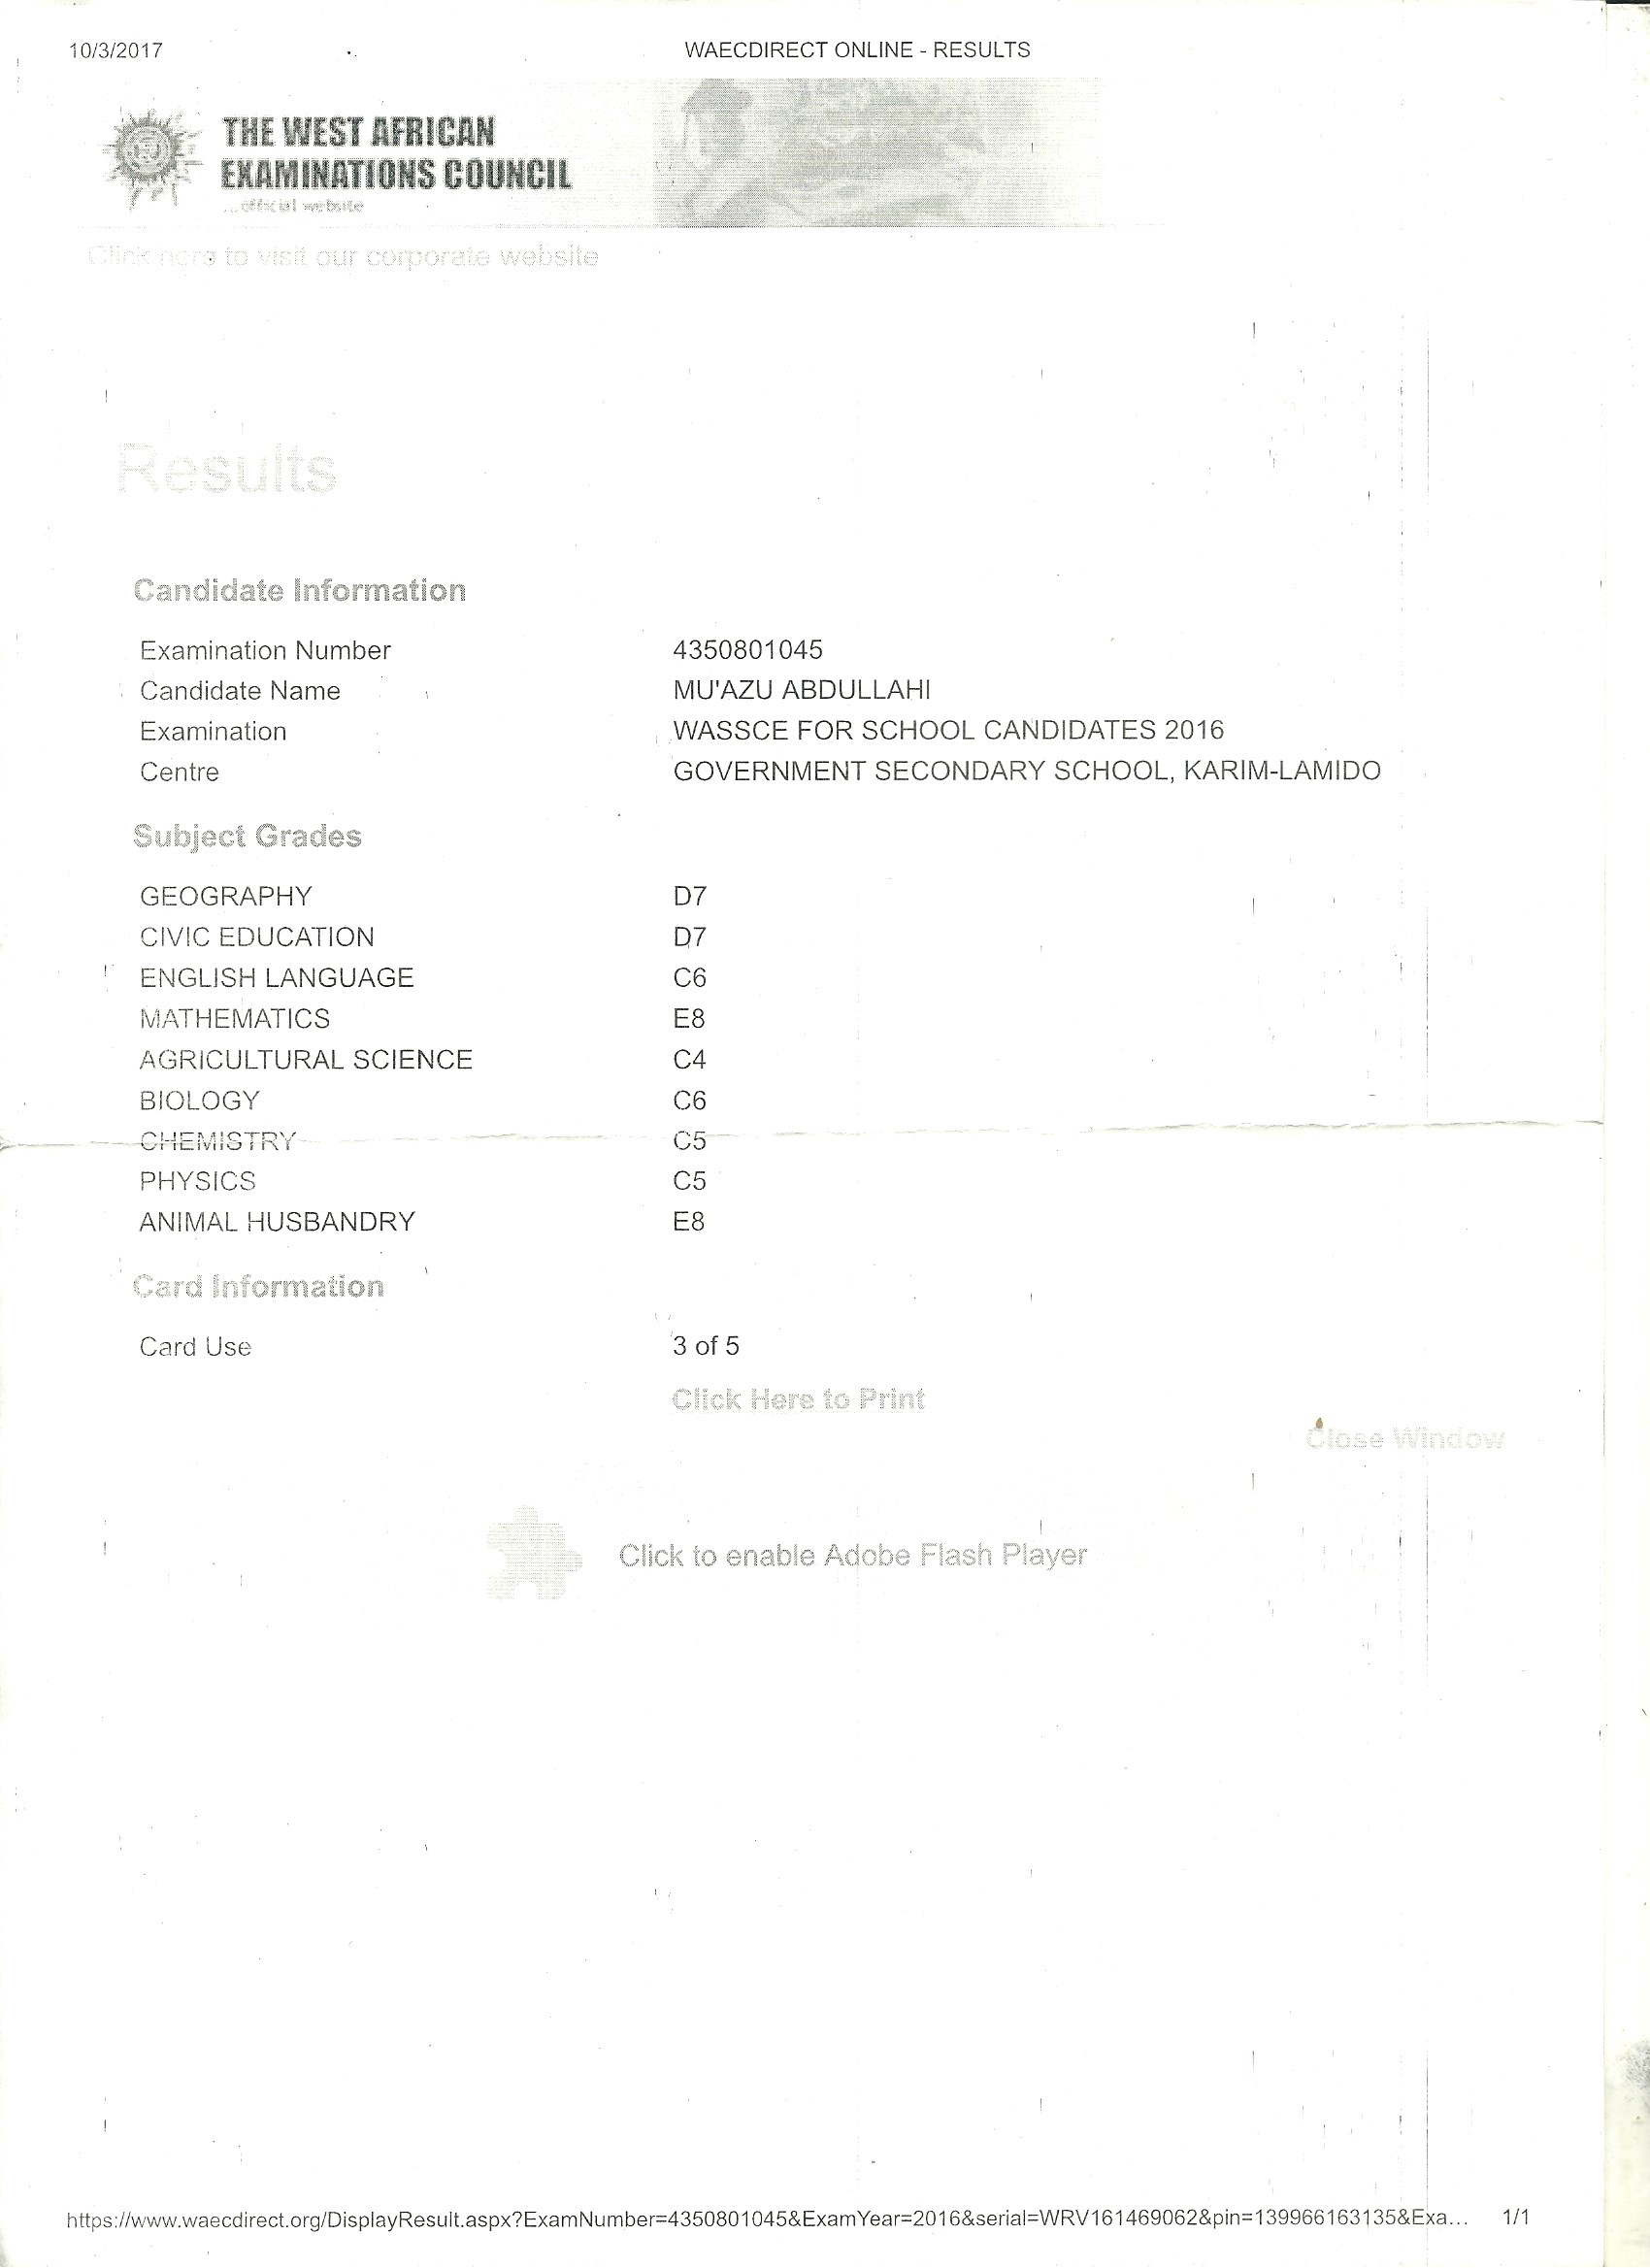 10/3/2017 WAECDIRECT ONLINE - RESULTS
THE WEST AFRICAN
EXAMINATIONS COUNCIL
...official website
Click here to visit our corporate website
Results
Candidate Information
Examination Number 4350801045
Candidate Name MU'AZU ABDULLAHI
Examination WASSCE FOR SCHOOL CANDIDATES 2016
Centre GOVERNMENT SECONDARY SCHOOL, KARIM-LAMIDO
Subject Grades
GEOGRAPHY D7
CIVIC EDUCATION D7
ENGLISH LANGUAGE C6
MATHEMATICS E8
AGRICULTURAL SCIENCE C4
BIOLOGY C6
CHEMISTRY C5
PHYSICS C5
ANIMAL HUSBANDRY E8
Card Information
Card Use 3 of 5
Click Here to Print
Close Window
Click to enable Adobe Flash Player
https://www.waecdirect.org/DisplayResult.aspx?ExamNumber=4350801045&ExamYear=2016&serial=WRV161469062&pin=139966163135&Exa... 1/1